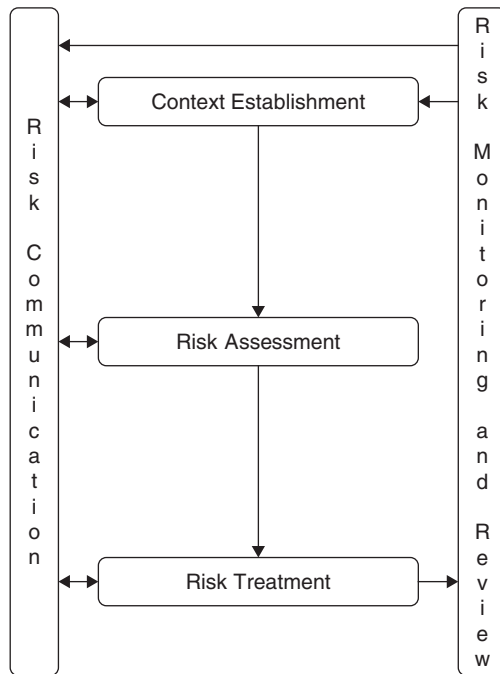 Risk Communication
Context Establishment
Risk Assessment
Risk Treatment
Risk Monitoring and Review